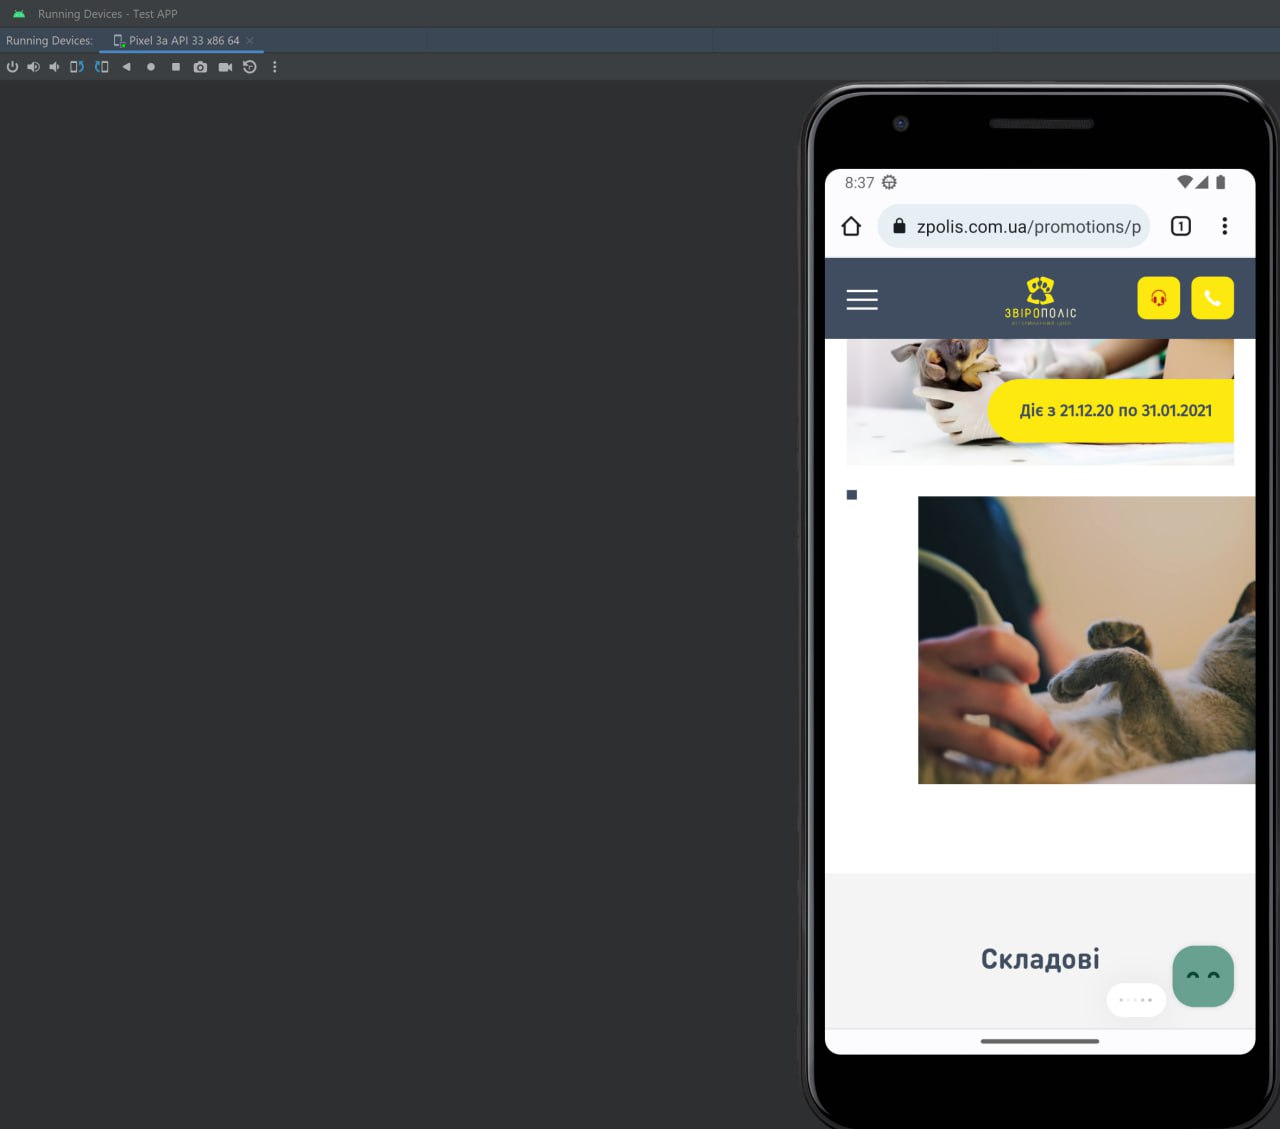 Running Devices - Test APP
Running Devices:
Pixel 3a API 33 x86 64
8:37
zpolis.com.ua/promotions/p
1
ЗВІРОПОЛІС
Діє з 21.12.20 по 31.01.2021
Складові